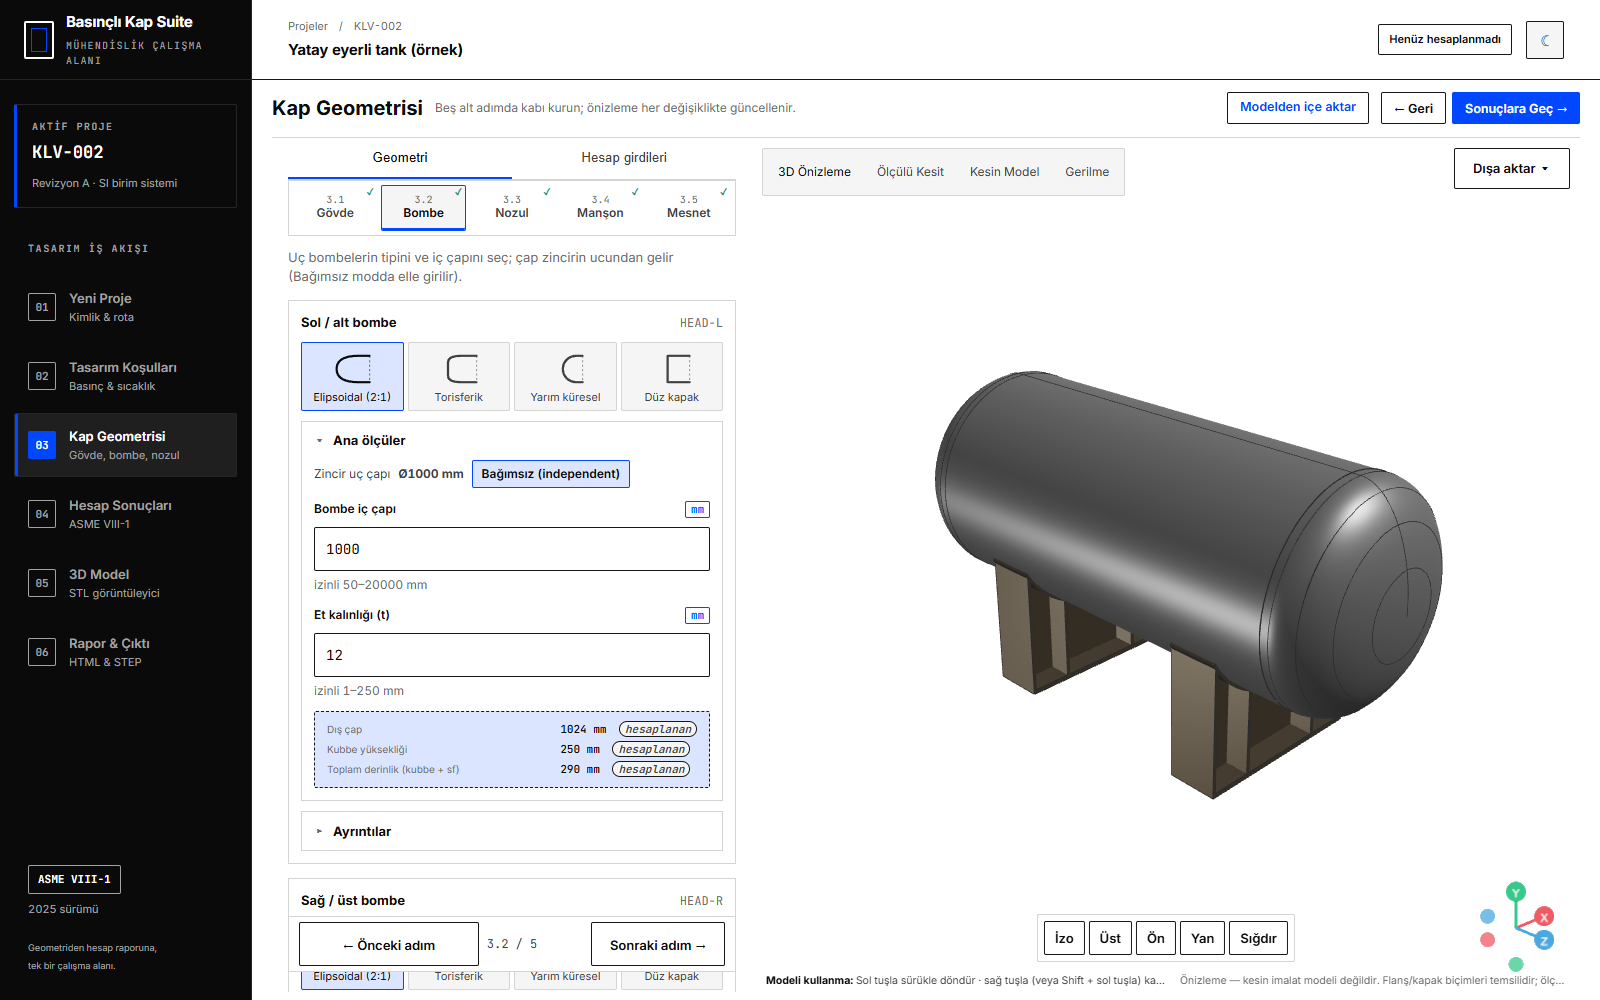 Basınçlı Kap Suite
MÜHENDİSLİK ÇALIŞMA
ALANI
AKTİF PROJE
KLV-002
Revizyon A · SI birim sistemi
TASARIM İŞ AKIŞI
01
Yeni Proje
Kimlik & rota
02
Tasarım Koşulları
Basınç & sıcaklık
03
Kap Geometrisi
Gövde, bombe, nozul
04
Hesap Sonuçları
ASME VIII-1
05
3D Model
STL görüntüleyici
06
Rapor & Çıktı
HTML & STEP
ASME VIII-1
2025 sürümü
Geometriden hesap raporuna,
tek bir çalışma alanı.
Projeler / KLV-002
Yatay eyerli tank (örnek)
Henüz hesaplanmadı
Kap Geometrisi
Beş alt adımda kabı kurun; önizleme her değişiklikte güncellenir.
Modelden içe aktar
← Geri
Sonuçlara Geç →
Geometri
Hesap girdileri
3.1 ✓
Gövde
3.2 ✓
Bombe
3.3 ✓
Nozul
3.4 ✓
Manşon
3.5 ✓
Mesnet
Uç bombelerin tipini ve iç çapını seç; çap zincirin ucundan gelir
(Bağımsız modda elle girilir).
Sol / alt bombe
HEAD-L
Elipsoidal (2:1)
Torisferik
Yarım küresel
Düz kapak
Ana ölçüler
Zincir uç çapı Ø1000 mm Bağımsız (independent)
Bombe iç çapı
mm
1000
izinli 50–20000 mm
Et kalınlığı (t)
mm
12
izinli 1–250 mm
Dış çap 1024 mm hesaplanan
Kubbe yüksekliği 250 mm hesaplanan
Toplam derinlik (kubbe + sf) 290 mm hesaplanan
Ayrıntılar
Sağ / üst bombe
HEAD-R
← Önceki adım
3.2 / 5
Sonraki adım →
Elipsoidal (2:1)
Torisferik
Yarım küresel
Düz kapak
3D Önizleme
Ölçülü Kesit
Kesin Model
Gerilme
Dışa aktar
Y
X
Z
İzo
Üst
Ön
Yan
Sığdır
Modeli kullanma: Sol tuşla sürükle döndür · sağ tuşla (veya Shift + sol tuşla) ka...
Önizleme — kesin imalat modeli değildir. Flanş/kapak biçimleri temsilidir; ölç...